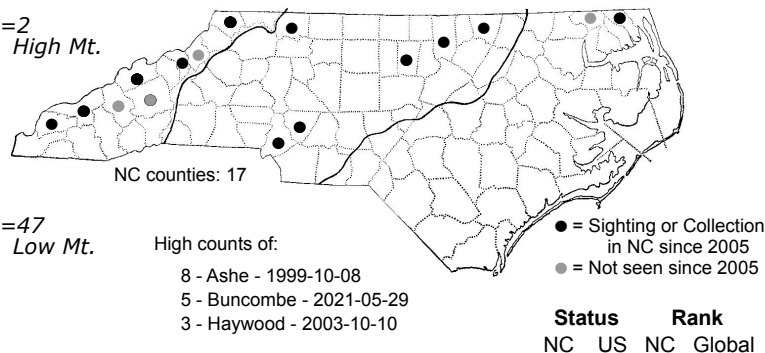 =2
High Mt.
NC counties: 17
=47
Low Mt.
High counts of:
8 - Ashe - 1999-10-08
5 - Buncombe - 2021-05-29
3 - Haywood - 2003-10-10
= Sighting or Collection
in NC since 2005
= Not seen since 2005
Status Rank
NC US NC Global